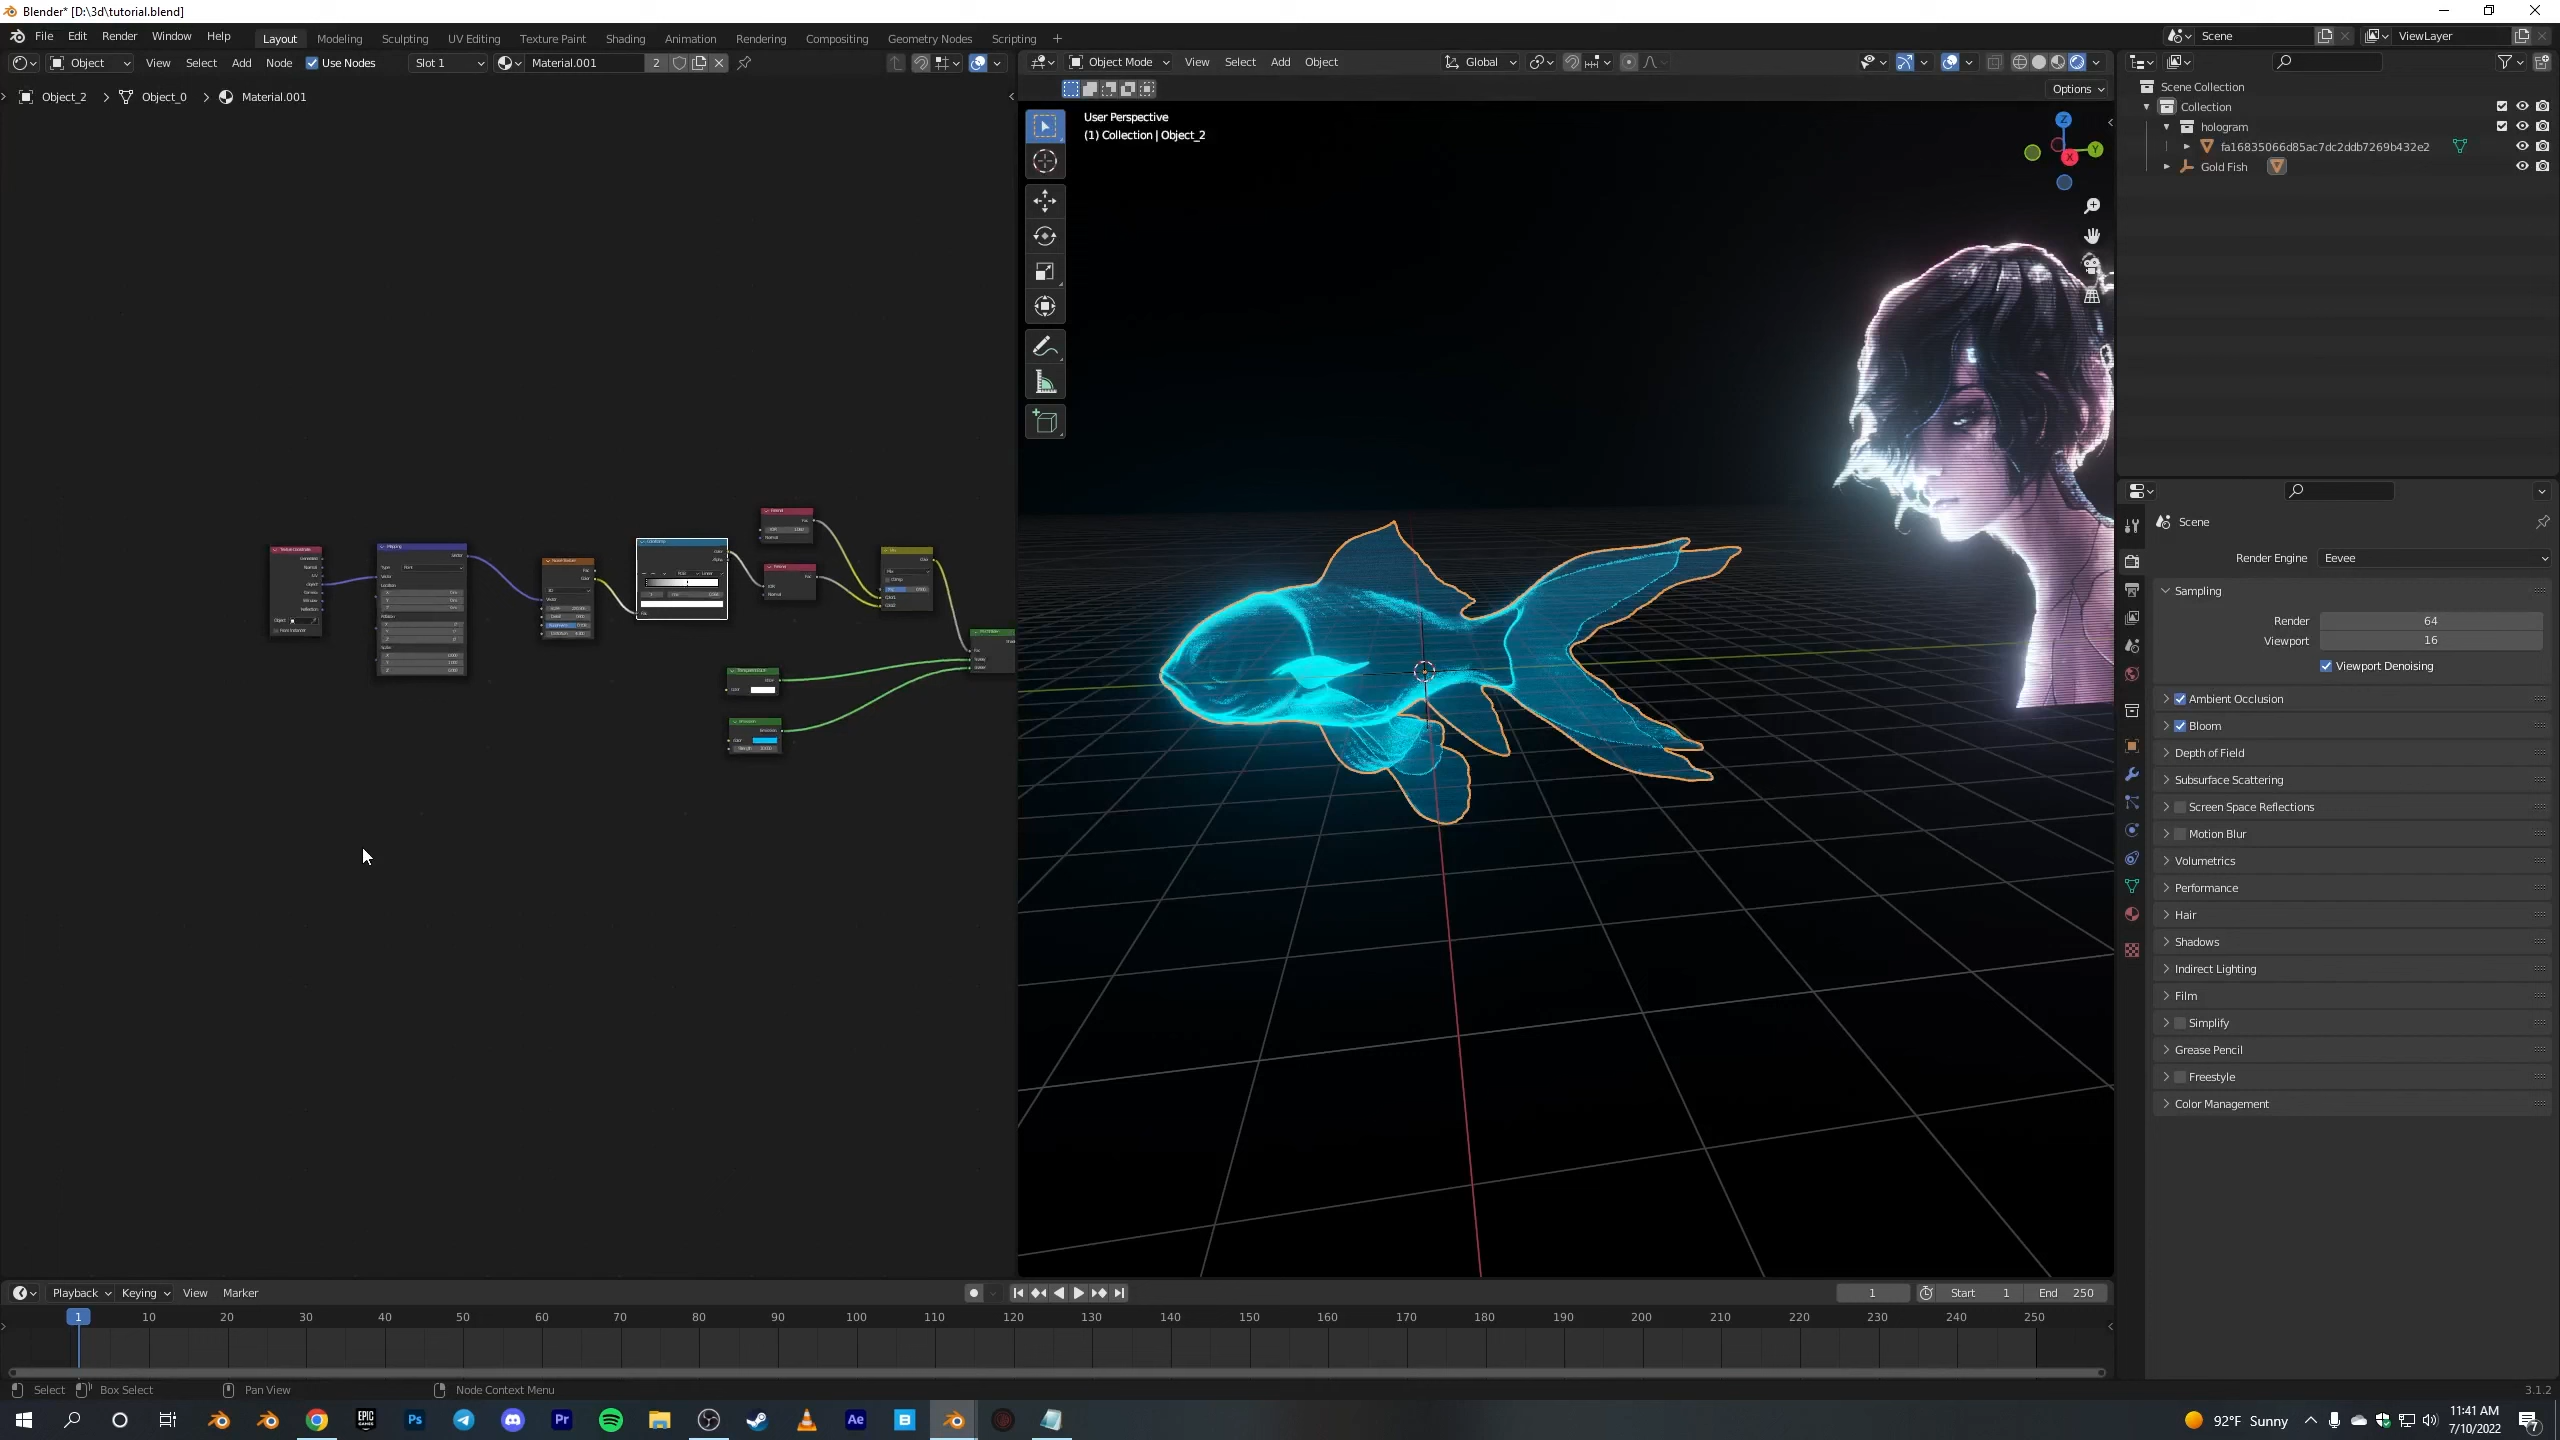 Blender* [D:\3d\tutorial.blend]
File Edit Render Window Help Layout Modeling Sculpting UV Editing Texture Paint Shading Animation Rendering Compositing Geometry Nodes Scripting + Scene ViewLayer
Object View Select Add Node Use Nodes Slot 1 Material.001 2
Object_2 > Object_0 > Material.001
Object Mode View Select Add Object Global
Options
User Perspective
(1) Collection | Object_2
Z
Y
X
Scene Collection
Collection
hologram
fa16835066d85ac7dc2ddb7269b432e2
Gold Fish
Scene
Render Engine Eevee
Sampling
Render 64
Viewport 16
Viewport Denoising
Ambient Occlusion
Bloom
Depth of Field
Subsurface Scattering
Screen Space Reflections
Motion Blur
Volumetrics
Performance
Hair
Shadows
Indirect Lighting
Film
Simplify
Grease Pencil
Freestyle
Color Management
Mapping
Playback Keying View Marker 1 Start 1 End 250
1 10 20 30 40 50 60 70 80 90 100 110 120 130 140 150 160 170 180 190 200 210 220 230 240 250
Select Box Select Pan View Node Context Menu 3.1.2
EPIC GAMES Ps Pr Ae B 92°F Sunny 11:41 AM
7/10/2022
7